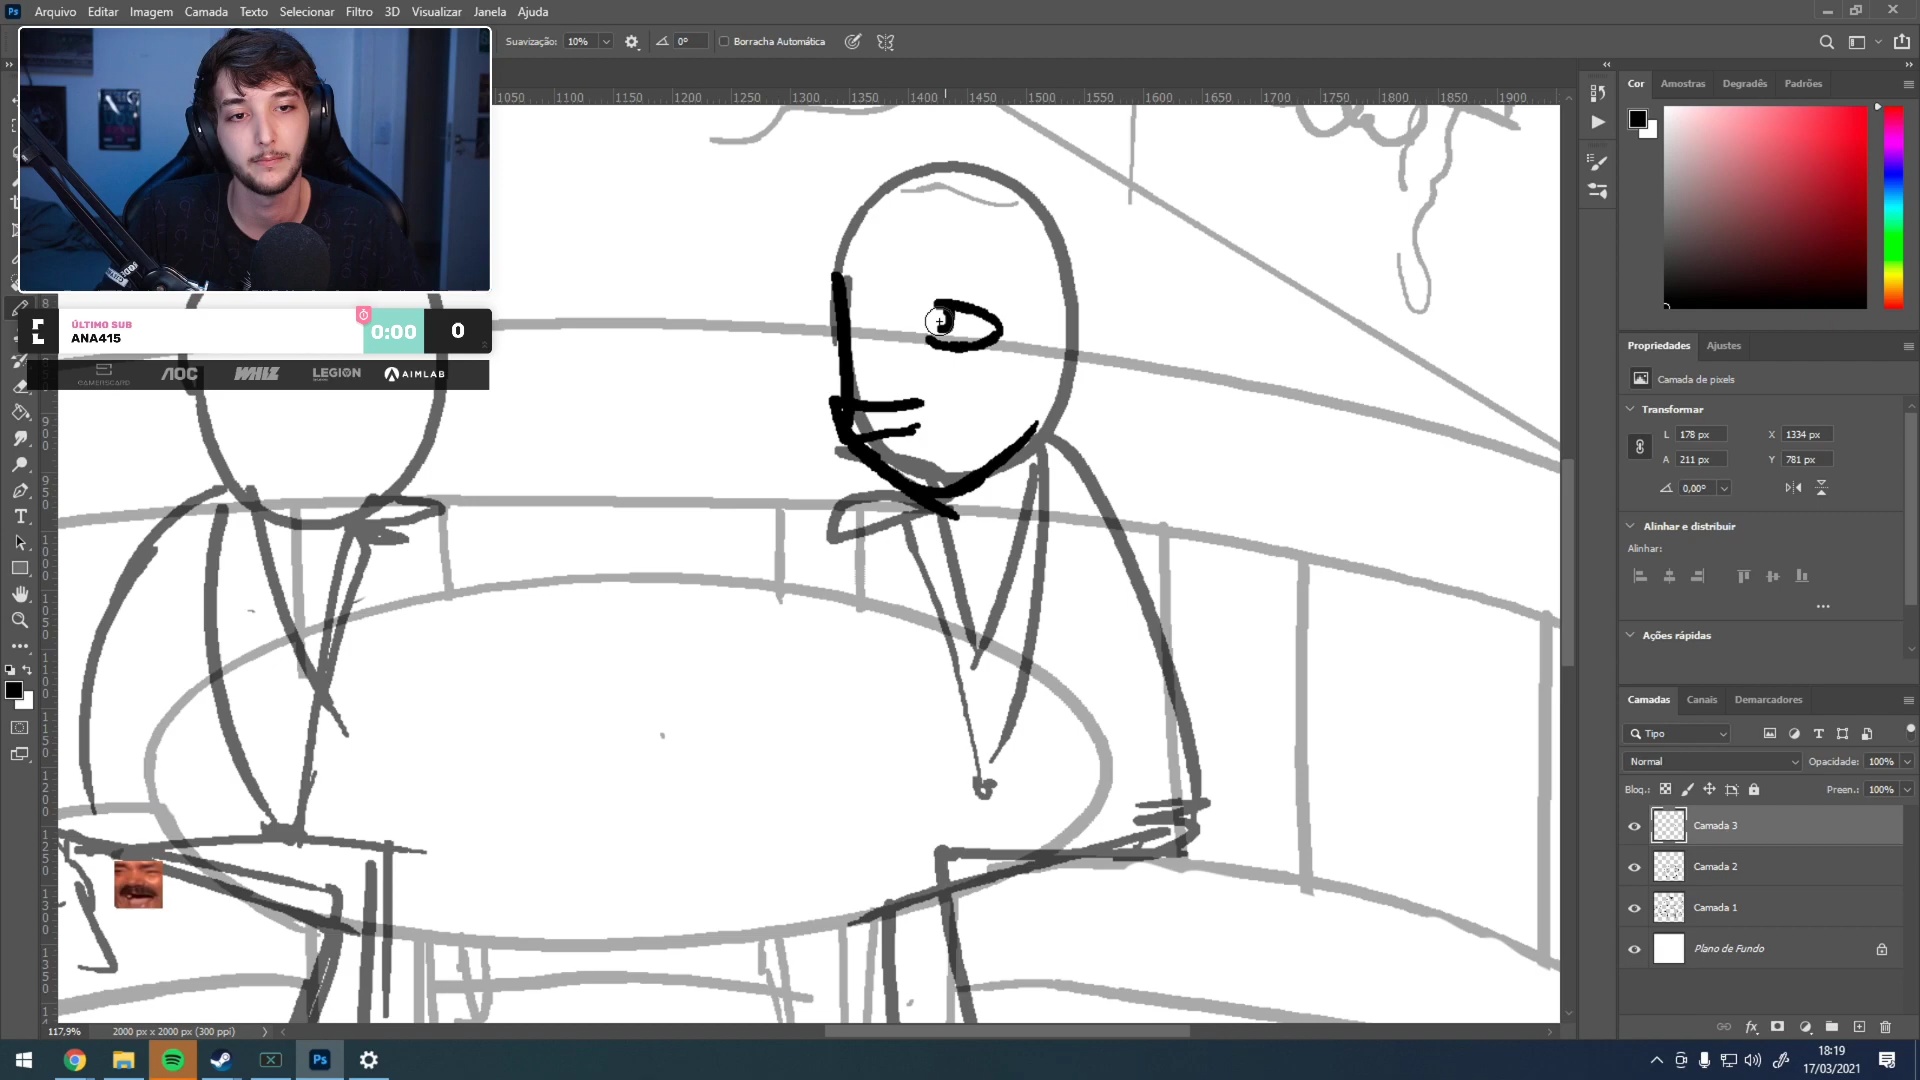 Ps Arquivo Editar Imagem Camada Texto Selecionar Filtro 3D Visualizar Janela Ajuda
Suavização: 10% 0° Borracha Automática
1050 1100 1150 1200 1250 1300 1350 1400 1450 1500 1550 1600 1650 1700 1750 1800 1850 1900
Cor Amostras Degradês Padrões
ÚLTIMO SUB
ANA415
0:00
0
GAMERSCARD AOC WHLZ LEGION AIMLAB
Propriedades Ajustes
Camada de pixels
Transformar
L 178 px X 1334 px
A 211 px Y 781 px
0,00°
Alinhar e distribuir
Alinhar:
Ações rápidas
Camadas Canais Demarcadores
Tipo
Normal Opacidade: 100%
Bloq.: Preen.: 100%
Camada 3
Camada 2
Camada 1
Plano de Fundo
117,9% 2000 px x 2000 px (300 ppi)
Ps
18:19
17/03/2021